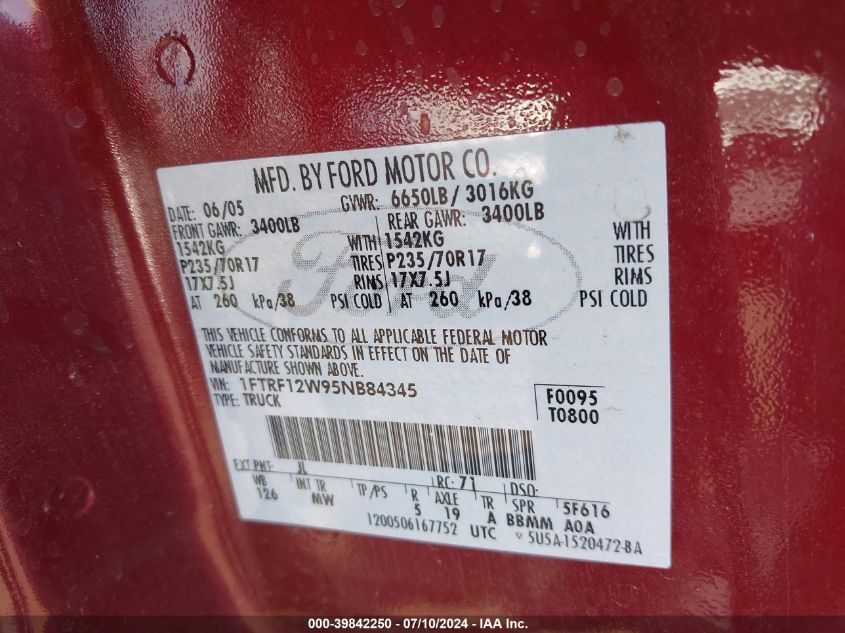 MFD. BY FORD MOTOR CO.
DATE: 06/05 GVWR: 6650LB/ 3016KG
FRONT GAWR: 3400LB REAR GAWR: 3400LB
1542KG WITH 1542KG WITH
P235/70R17 TIRES P235/70R17 TIRES
17X7.5J RIMS 17X7.5J RIMS
AT 260 kPa/38 PSI COLD AT 260 kPa/38 PSI COLD
Ford
THIS VEHICLE CONFORMS TO ALL APPLICABLE FEDERAL MOTOR
VEHICLE SAFETY STANDARDS IN EFFECT ON THE DATE OF
MANUFACTURE SHOWN ABOVE.
VIN: 1FTRF12W95NB84345 F0095
TYPE: TRUCK T0800
EXT PNT: JL RC: 71 DSO:
WB INT TR TP/PS R AXLE TR SPR 5F616
126 MW 5 19 A BBMM A0A
1200506167752 UTC 5U5A-1520472-BA
000-39842250 - 07/10/2024 - IAA Inc.